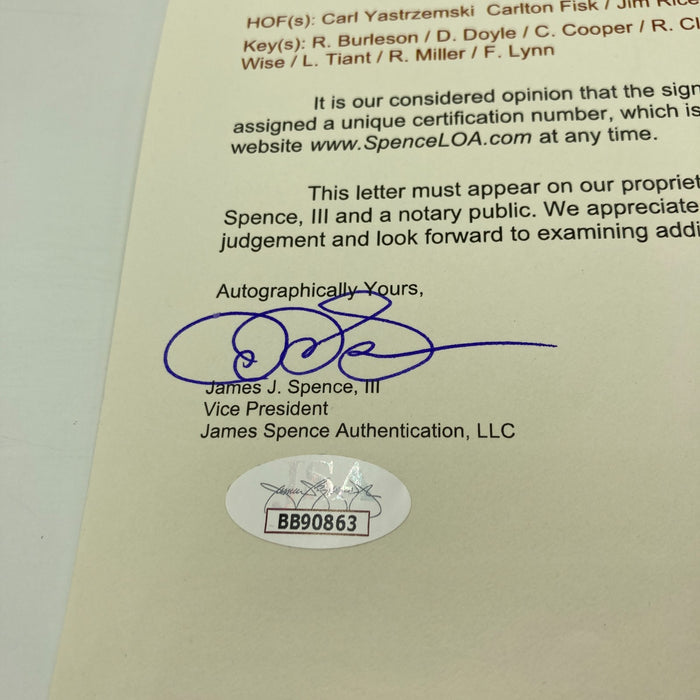 HOF(s): Carl Yastrzemski Carlton Fisk / Jim Rice
Key(s): R. Burleson / D. Doyle / C. Cooper / R. Cl
Wise / L. Tiant / R. Miller / F. Lynn
It is our considered opinion that the sign
assigned a unique certification number, which is
website www.SpenceLOA.com at any time.
This letter must appear on our propriet
Spence, III and a notary public. We appreciate
judgement and look forward to examining addi
Autographically Yours,
James J. Spence, III
Vice President
James Spence Authentication, LLC
JSA
BB90863